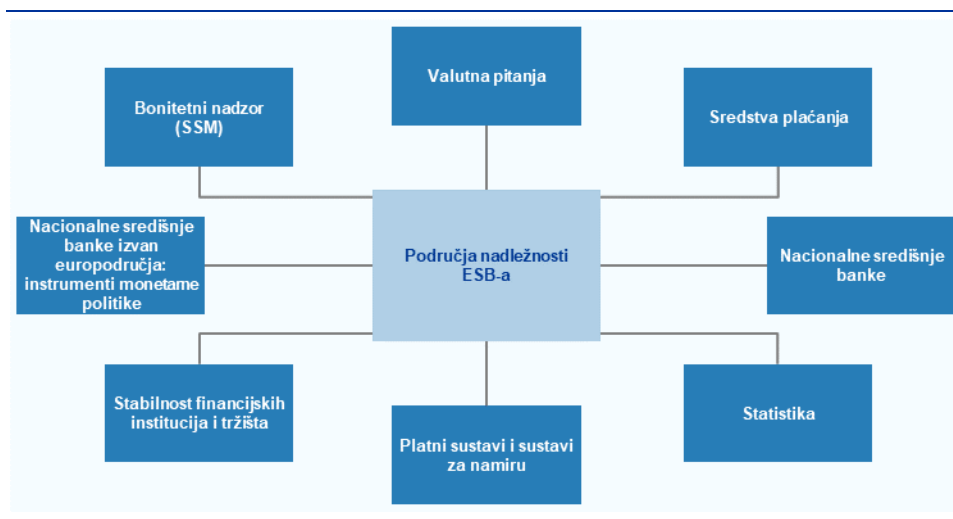 Valutna pitanja
Bonitetni nadzor
(SSM)
Sredstva plaćanja
Nacionalne središnje
banke izvan
europodručja:
instrumenti monetame
politike
Područja nadležnosti
ESB-a
Nacionalne središnje
banke
Stabilnost financijskih
institucija i tržišta
Platni sustavi i sustavi
za namiru
Statistika